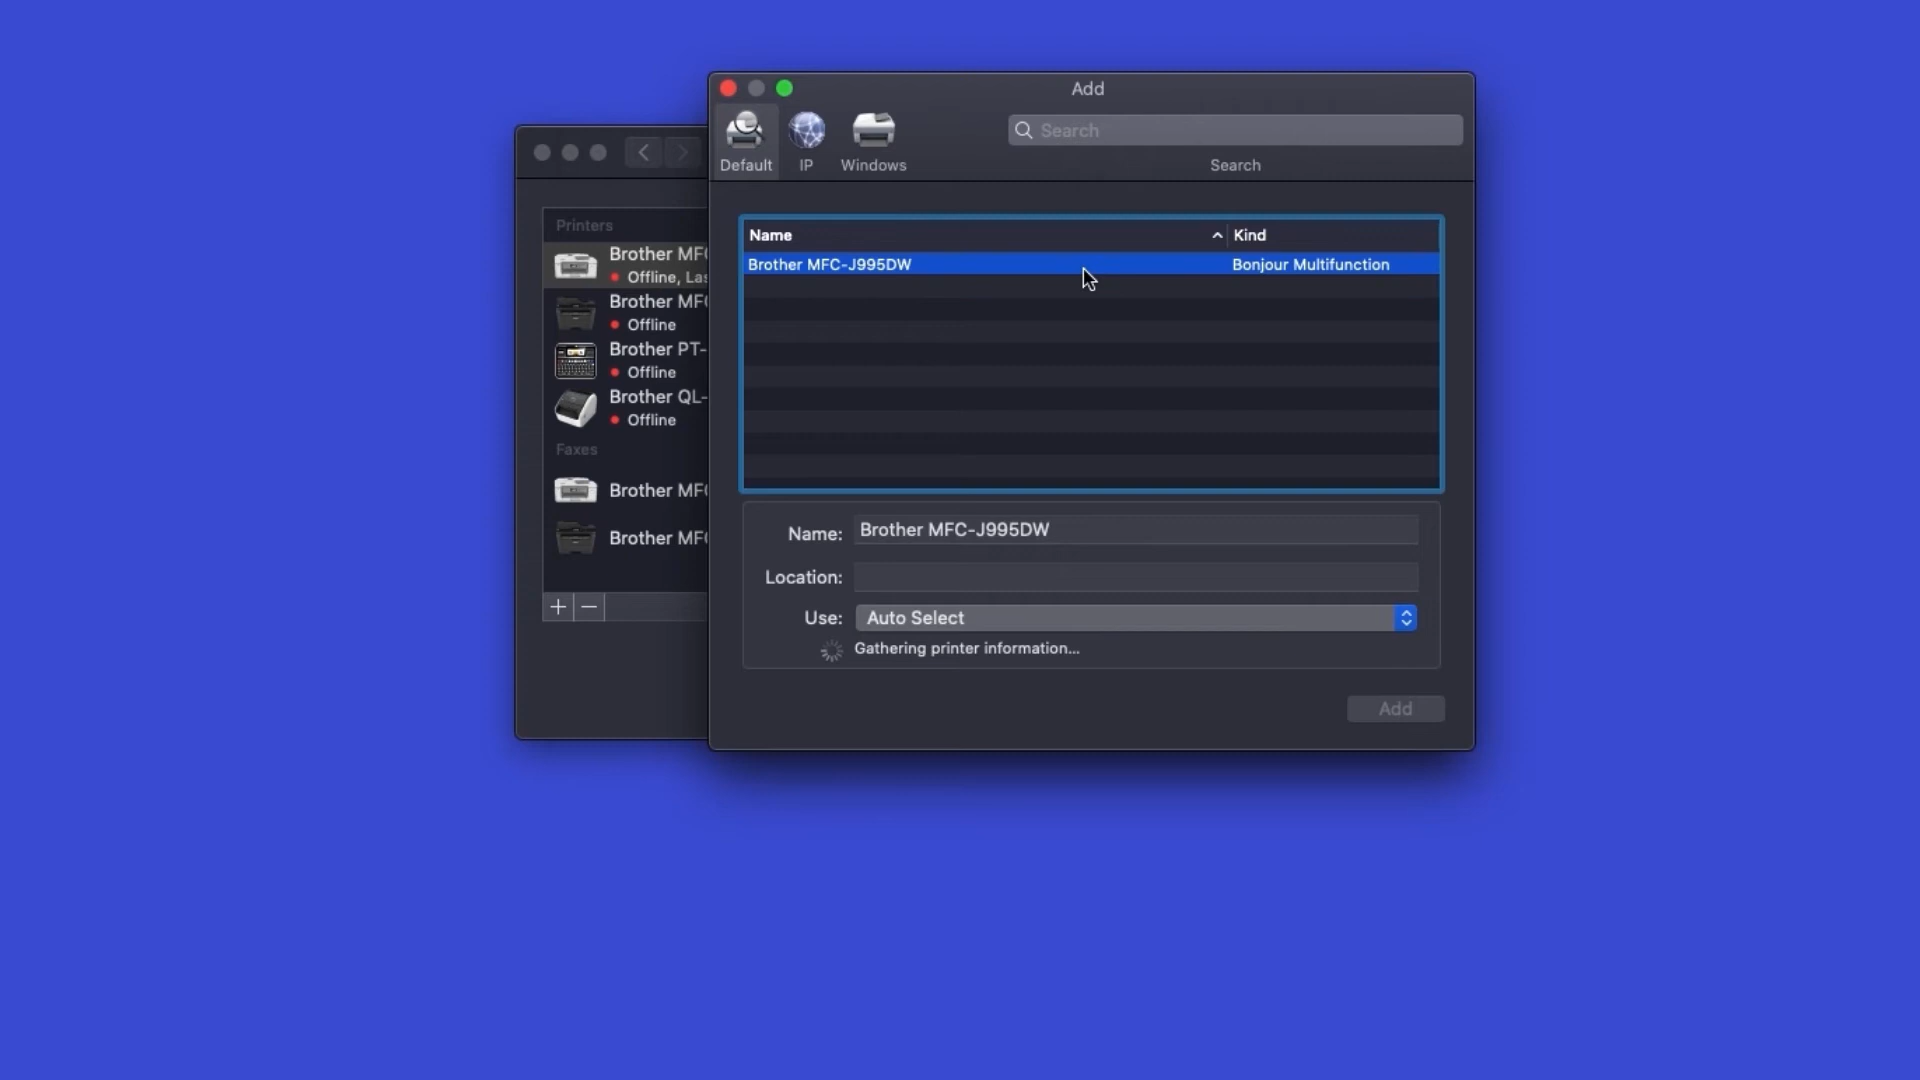 Add
Search
Default
IP
Windows
Search
Printers
Brother MF
Offline, Las
Brother MF
Offline
Brother PT-
Offline
Brother QL-
Offline
Faxes
Brother MF
Brother MF
Name
Kind
Brother MFC-J995DW
Bonjour Multifunction
Name: Brother MFC-J995DW
Location:
Use: Auto Select
Gathering printer information...
Add